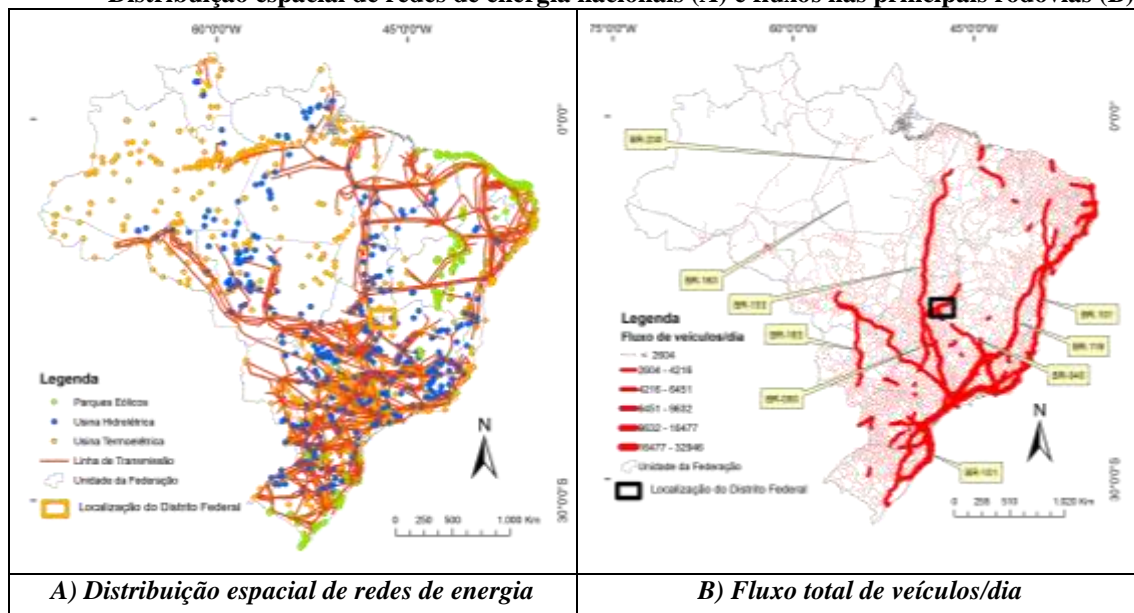 Distribuição espacial de redes de energia nacionais (A) e fluxos nas principais rodovias (B)
60°0'0"W
45°0'0"W
0°0'0"
Legenda
Parques Eólicos
Usina Hidrelétrica
Usina Termoelétrica
Linha de Transmissão
Unidade da Federação
Localização do Distrito Federal
N
0 250 500 1.000 Km
75°0'0"W
60°0'0"W
45°0'0"W
0°0'0"
BR-230
BR-163
BR-153
BR-163
BR-101
BR-116
BR-040
BR-101
Legenda
Fluxo de veículos/dia
< 2604
2604 - 4216
4216 - 6451
6451 - 9632
9632 - 16477
16477 - 32946
Unidade da Federação
Localização do Distrito Federal
N
0 255 510 1.020 Km
30°0'0"S
A) Distribuição espacial de redes de energia
B) Fluxo total de veículos/dia